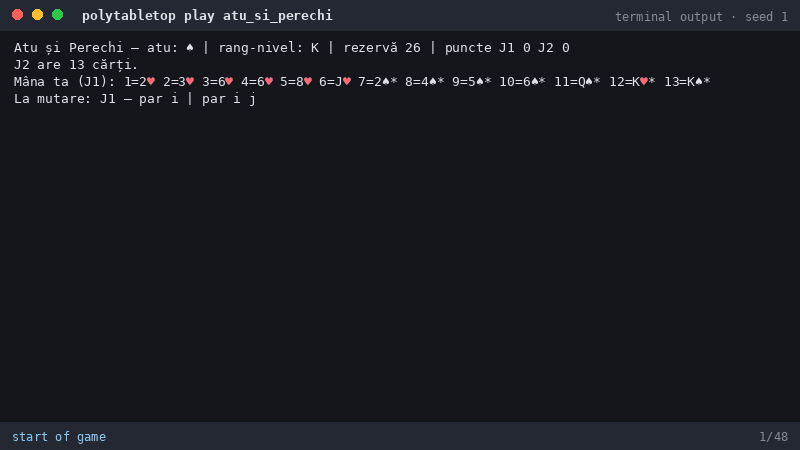 polytabletop play atu_si_perechi
terminal output · seed 1
Atu și Perechi — atu: ♠ | rang-nivel: K | rezervă 26 | puncte J1 0 J2 0
J2 are 13 cărți.
Mâna ta (J1): 1=2♥ 2=3♥ 3=6♥ 4=6♥ 5=8♥ 6=J♥ 7=2♠* 8=4♠* 9=5♠* 10=6♠* 11=Q♠* 12=K♥* 13=K♠*
La mutare: J1 — par i | par i j
start of game
1/48